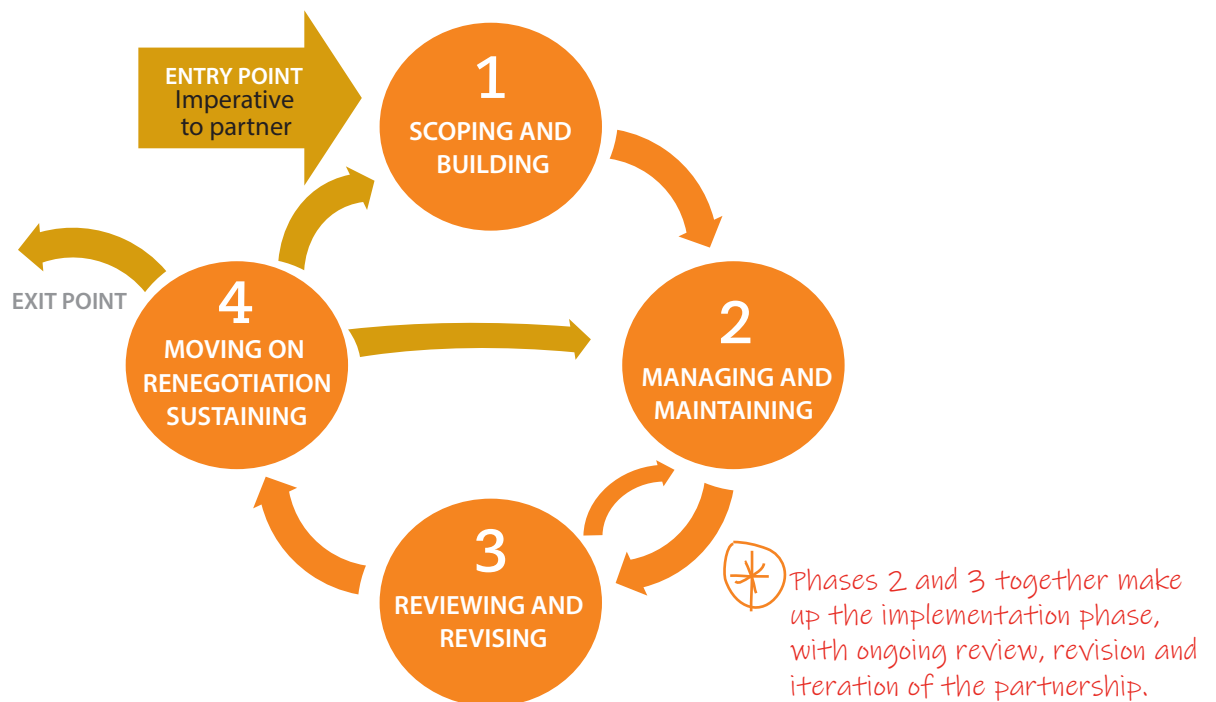 ENTRY POINT
Imperative
to partner
1
SCOPING AND
BUILDING
EXIT POINT
4
MOVING ON
RENEGOTIATION
SUSTAINING
2
MANAGING AND
MAINTAINING
3
REVIEWING AND
REVISING
Phases 2 and 3 together make
up the implementation phase,
with ongoing review, revision and
iteration of the partnership.